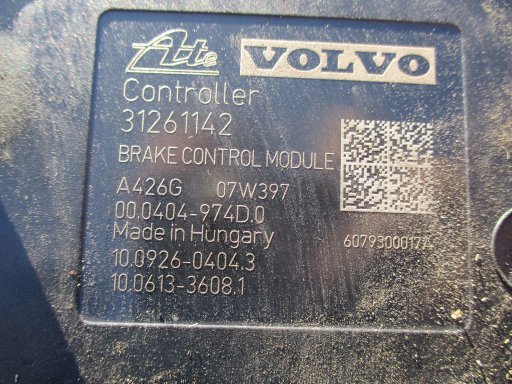 Ate VOLVO
Controller
31261142
BRAKE CONTROL MODULE
A426G 07W397
00.0404-974D.0
Made in Hungary 6079300017A
10.0926-0404.3
10.0613-3608.1